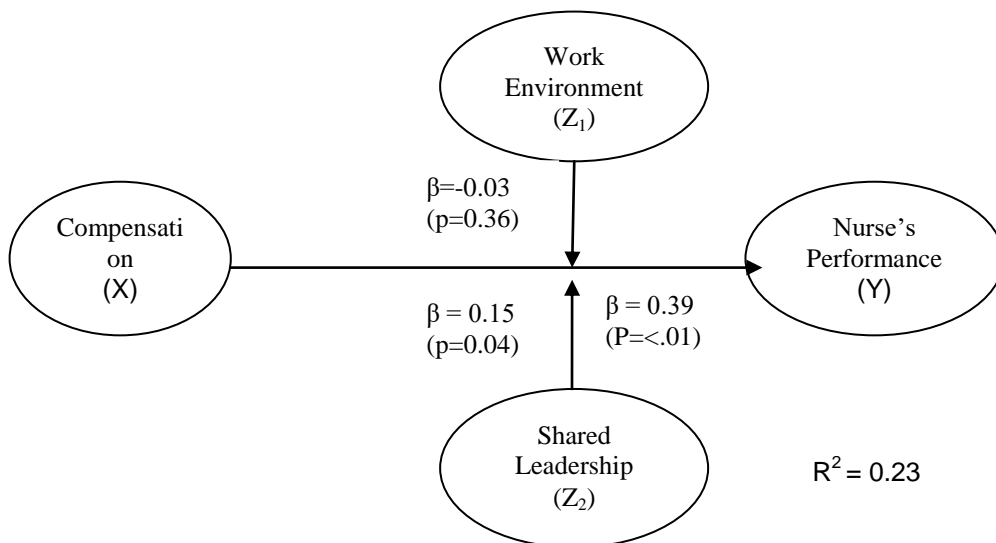 Work
Environment
(Z₁)
β=-0.03
(p=0.36)
Compensati
on
(X)
Nurse’s
Performance
(Y)
β = 0.15
(p=0.04)
β = 0.39
(P=<.01)
Shared
Leadership
(Z₂)
R² = 0.23